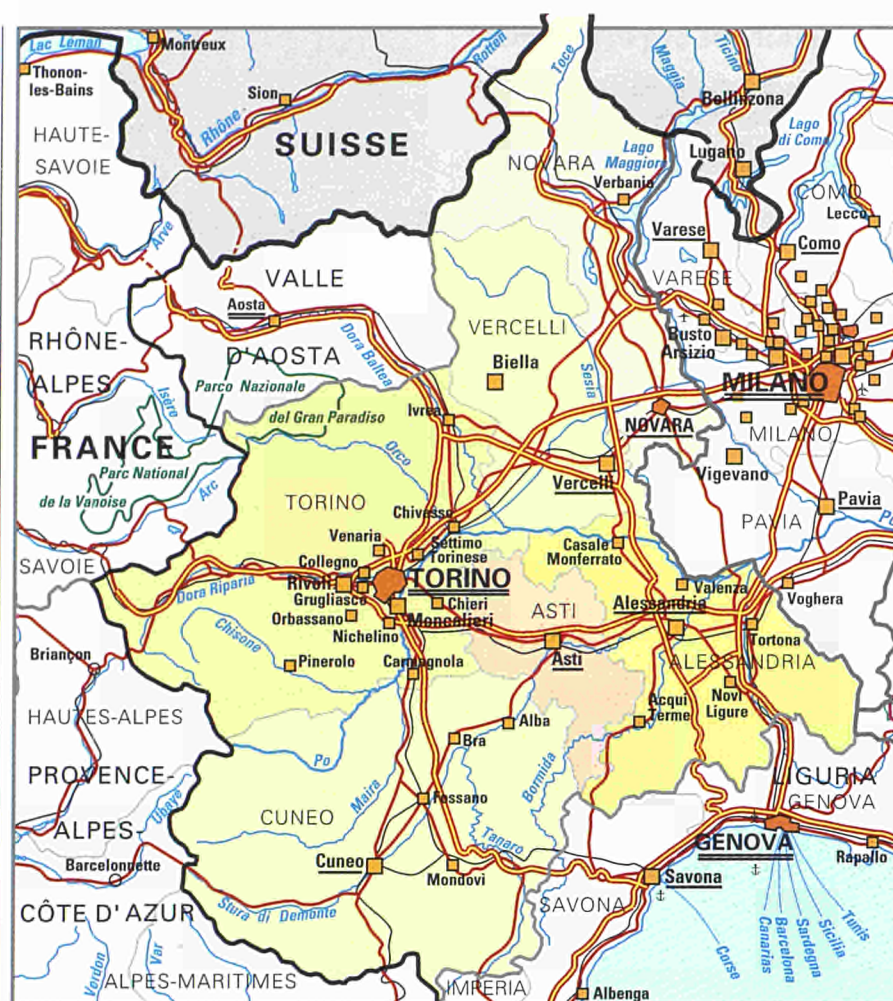 Lac Léman
Montreux
Thonon-
les-Bains
Sion
Rotten
Toce
Maggia
Ticino
Bellinzona
HAUTE-
SAVOIE
Rhône
SUISSE
NOVARA
Lago
Maggiore
Verbania
Lugano
Lago
di Como
COMO
Lecco
Arve
Varese
Como
VALLE
D'AOSTA
Aosta
VARESE
VERCELLI
Biella
Sesia
Busto
Arsizio
MILANO
RHÔNE-
ALPES
Isère
Dora Baltea
Parco Nazionale
del Gran Paradiso
Ivrea
NOVARA
MILANO
FRANCE
Parc National
de la Vanoise
Arc
Orco
Vercelli
Vigevano
Pavia
PAVIA
TORINO
Chivasso
Venaria
Settimo
Torinese
Collegno
Casale
Monferrato
SAVOIE
Dora Riparia
Rivoli
TORINO
Grugliasco
Chieri
ASTI
Valenza
Alessandria
Voghera
Orbassano
Moncalieri
Nichelino
Chisone
Tortona
Briançon
Pinerolo
Carmagnola
Asti
ALESSANDRIA
HAUTES-ALPES
Alba
Acqui
Terme
Novi
Ligure
Bra
Po
PROVENCE-
ALPES-
CÔTE D'AZUR
Ubaye
Maira
Bormida
LIGURIA
GENOVA
CUNEO
Fossano
Tanaro
GENOVA
Rapallo
Barcelonnette
Cuneo
Mondovi
Savona
SAVONA
Stura di Demonte
Corse
Canarias
Barcelona
Sardegna
Sicilia
Tunis
Verdon
Var
ALPES-MARITIMES
IMPERIA
Albenga